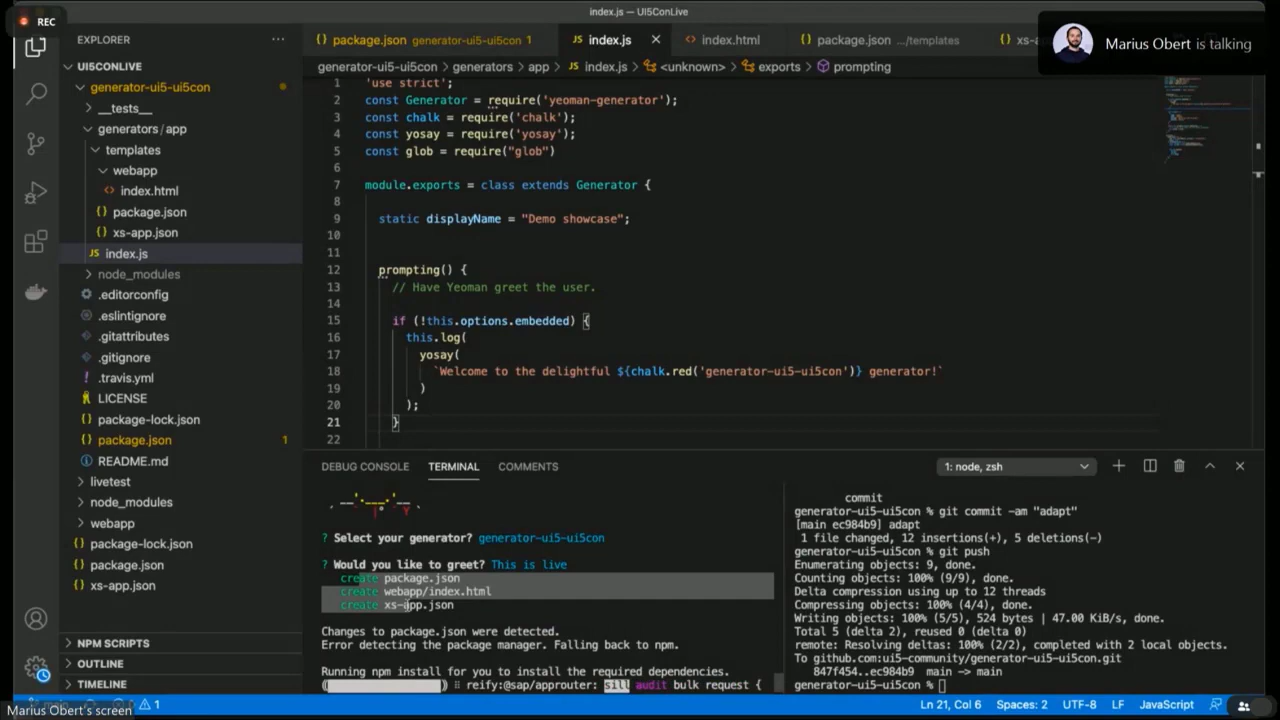 REC
index.js — UI5ConLive
Marius Obert is talking
EXPLORER
UI5CONLIVE
generator-ui5-ui5con
__tests__
generators/app
templates
webapp
index.html
package.json
xs-app.json
index.js
node_modules
.editorconfig
.eslintignore
.gitattributes
.gitignore
.travis.yml
LICENSE
package-lock.json
package.json 1
README.md
livetest
node_modules
webapp
package-lock.json
package.json
xs-app.json
NPM SCRIPTS
OUTLINE
TIMELINE
package.json generator-ui5-ui5con 1
index.js
index.html
package.json .../templates
xs-
generator-ui5-ui5con > generators > app > index.js > <unknown> > exports > prompting
1 'use strict';
2 const Generator = require('yeoman-generator');
3 const chalk = require('chalk');
4 const yosay = require('yosay');
5 const glob = require("glob")
6
7 module.exports = class extends Generator {
8
9 static displayName = "Demo showcase";
10
11
12 prompting() {
13 // Have Yeoman greet the user.
14
15 if (!this.options.embedded) {
16 this.log(
17 yosay(
18 `Welcome to the delightful ${chalk.red('generator-ui5-ui5con')} generator!`
19 )
20 );
21 }
22
DEBUG CONSOLE TERMINAL COMMENTS
1: node, zsh
? Select your generator? generator-ui5-ui5con
? Would you like to greet? This is live
create package.json
create webapp/index.html
create xs-app.json
Changes to package.json were detected.
Error detecting the package manager. Falling back to npm.
Running npm install for you to install the required dependencies.
reify:@sap/approuter: sill audit bulk request {
commit
generator-ui5-ui5con % git commit -am "adapt"
[main ec984b9] adapt
1 file changed, 12 insertions(+), 5 deletions(-)
generator-ui5-ui5con % git push
Enumerating objects: 9, done.
Counting objects: 100% (9/9), done.
Delta compression using up to 12 threads
Compressing objects: 100% (4/4), done.
Writing objects: 100% (5/5), 524 bytes | 47.00 KiB/s, done.
Total 5 (delta 2), reused 0 (delta 0)
remote: Resolving deltas: 100% (2/2), completed with 2 local objects.
To github.com:ui5-community/generator-ui5-ui5con.git
847f454..ec984b9 main -> main
generator-ui5-ui5con %
Marius Obert's screen
1
Ln 21, Col 6
Spaces: 2
UTF-8
LF
JavaScript